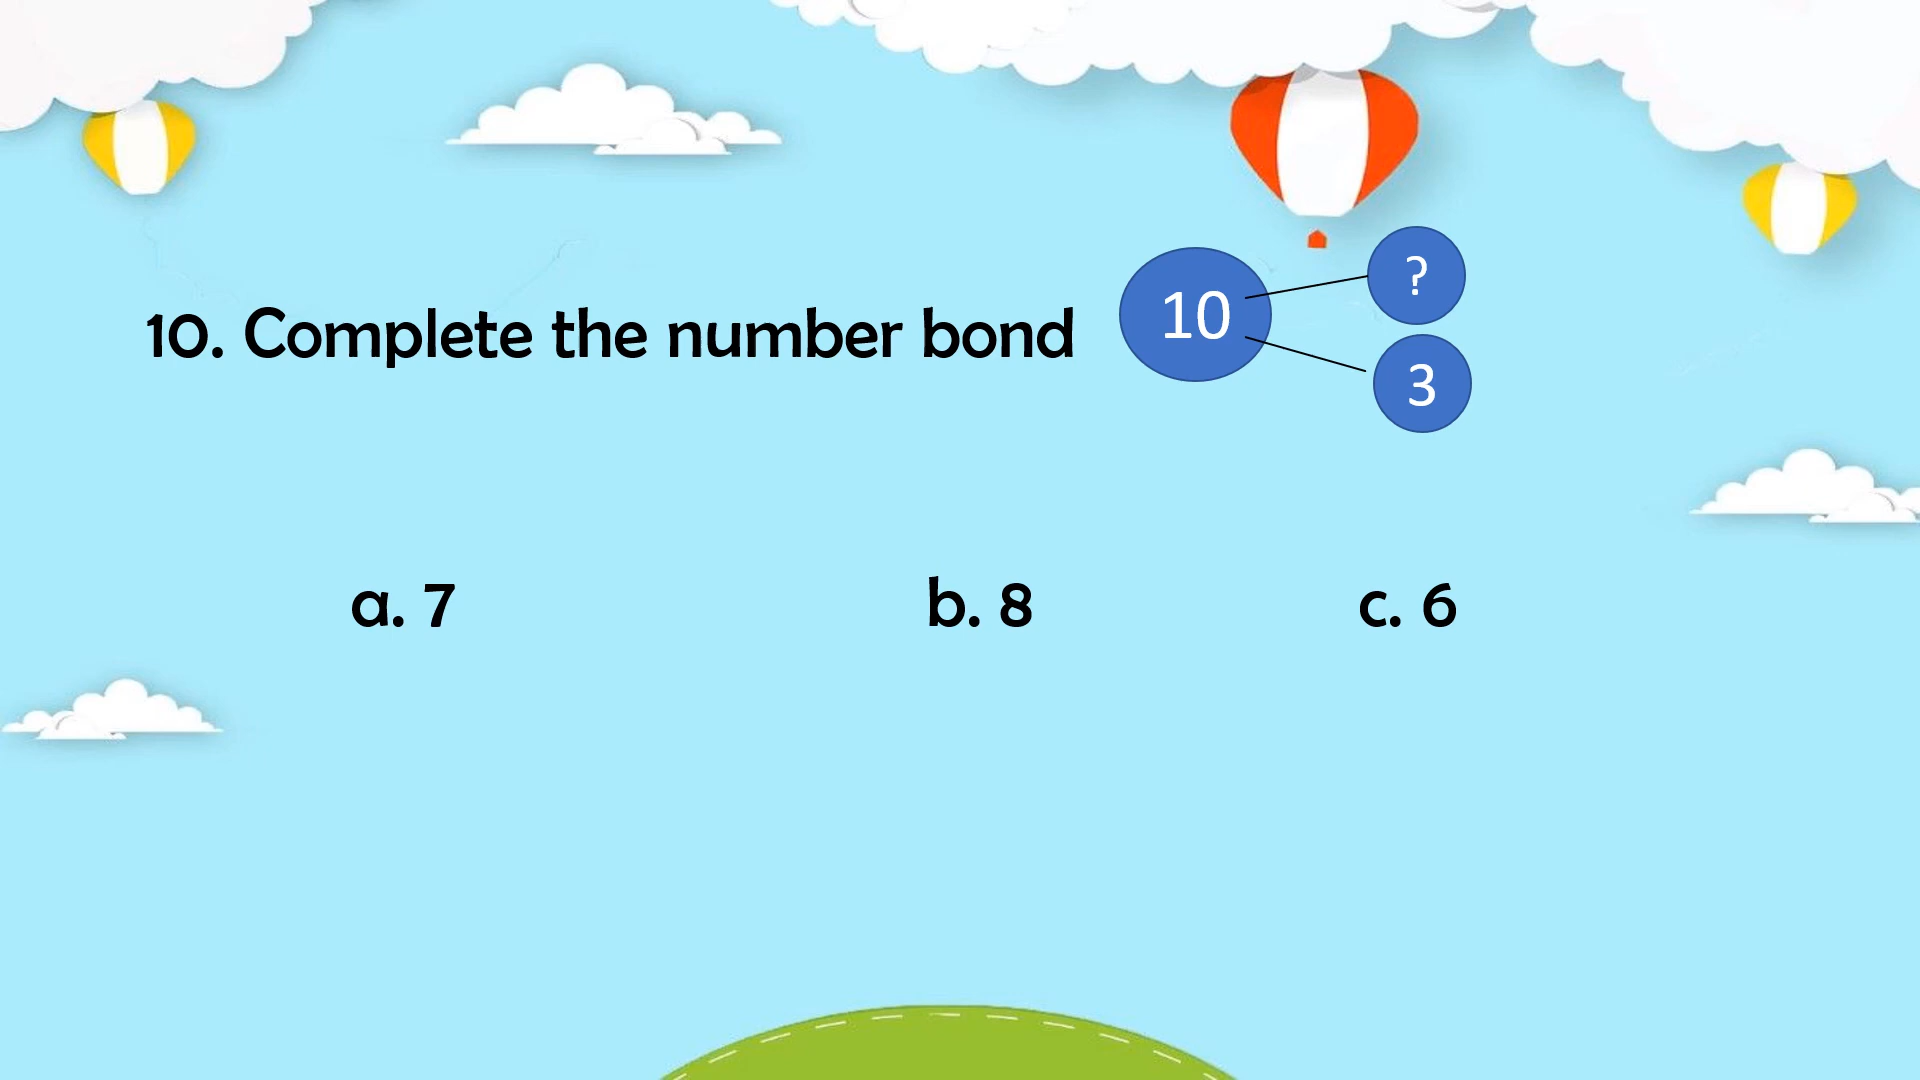 10. Complete the number bond
10
?
3
a. 7
b. 8
c. 6